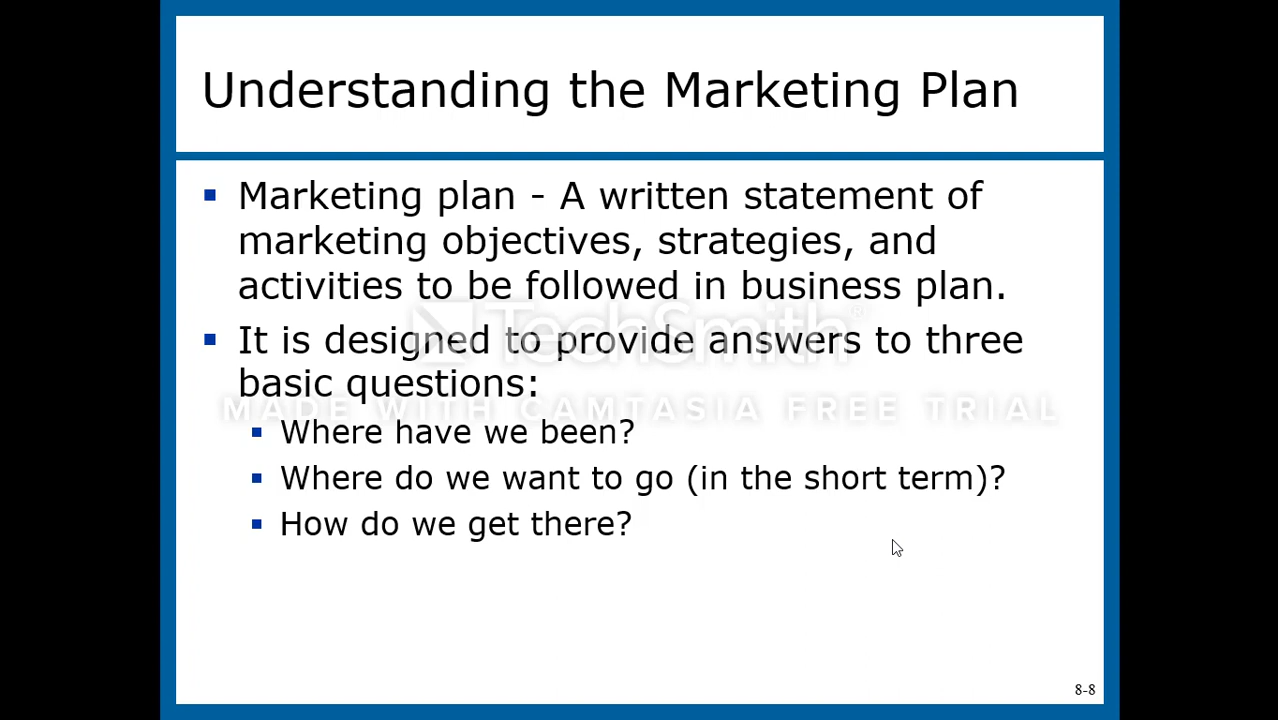 Understanding the Marketing Plan
Marketing plan - A written statement of
marketing objectives, strategies, and
activities to be followed in business plan.
It is designed to provide answers to three
basic questions:
TechSmith®
MADE WITH CAMTASIA FREE TRIAL
Where have we been?
Where do we want to go (in the short term)?
How do we get there?
8-8